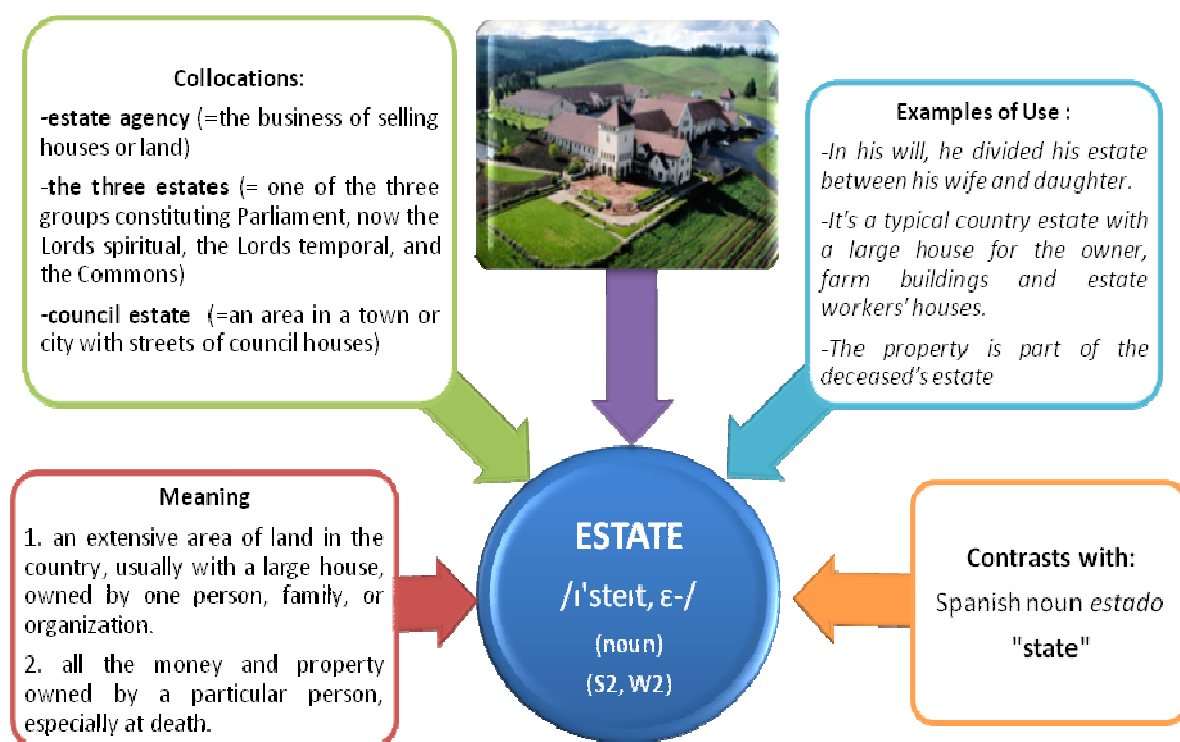 Collocations:
-estate agency (=the business of selling
houses or land)
-the three estates (= one of the three
groups constituting Parliament, now the
Lords spiritual, the Lords temporal, and
the Commons)
-council estate (=an area in a town or
city with streets of council houses)
Examples of Use :
-In his will, he divided his estate
between his wife and daughter.
-It's a typical country estate with
a large house for the owner,
farm buildings and estate
workers' houses.
-The property is part of the
deceased's estate
Meaning
1. an extensive area of land in the
country, usually with a large house,
owned by one person, family, or
organization.
2. all the money and property
owned by a particular person,
especially at death.
ESTATE
/ɪˈsteɪt, ɛ-/
(noun)
(S2, W2)
Contrasts with:
Spanish noun estado
"state"